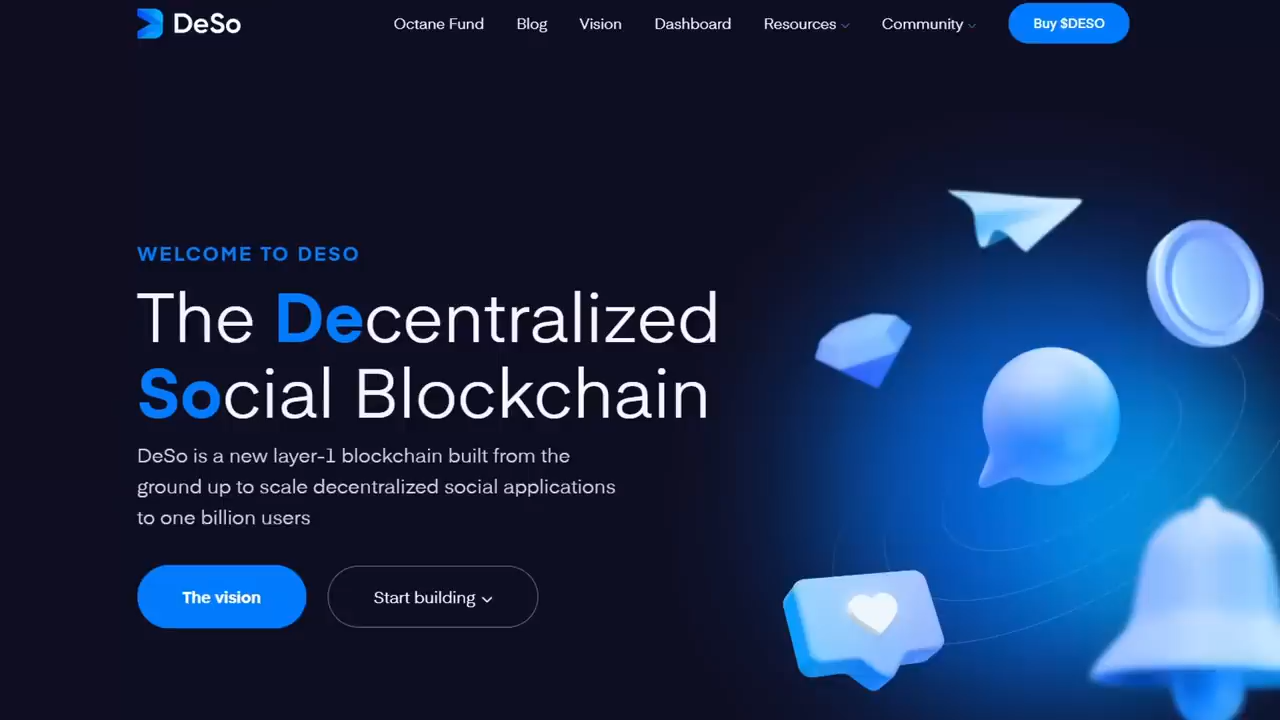 DeSo
Octane Fund Blog Vision Dashboard Resources Community Buy $DESO
WELCOME TO DESO
The Decentralized
Social Blockchain
DeSo is a new layer-1 blockchain built from the
ground up to scale decentralized social applications
to one billion users
The vision Start building